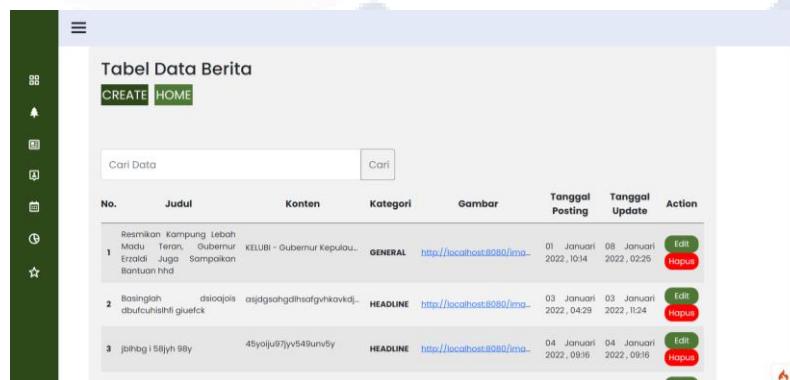 Tabel Data Berita
CREATE HOME
Cari Data Cari
No. Judul Konten Kategori Gambar Tanggal Posting Tanggal Update Action
1 Resmikan Kampung Lebah Madu Teran, Gubernur Erzaldi Juga Sampaikan Bantuan hhd KELUBI - Gubernur Kepulau... GENERAL http://localhost:8080/ima... 01 Januari 2022 , 10:14 08 Januari 2022 , 02:25 Edit Hapus
2 Basinglah dsioajois dbufcuhislhfi giuefck asjdgsahgdlhsafgvhkavkdj... HEADLINE http://localhost:8080/ima... 03 Januari 2022 , 04:29 03 Januari 2022 , 11:24 Edit Hapus
3 jblhbg i 58jyh 98y 45yoiju97jyv549unv5y HEADLINE http://localhost:8080/ima... 04 Januari 2022 , 09:16 04 Januari 2022 , 09:16 Edit Hapus